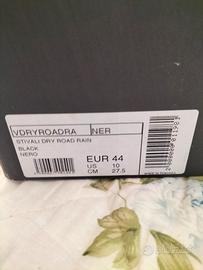 VDRYROADRA NER
STIVALI DRY ROAD RAIN
BLACK
NERO
EUR 44
US 10
CM 27.5